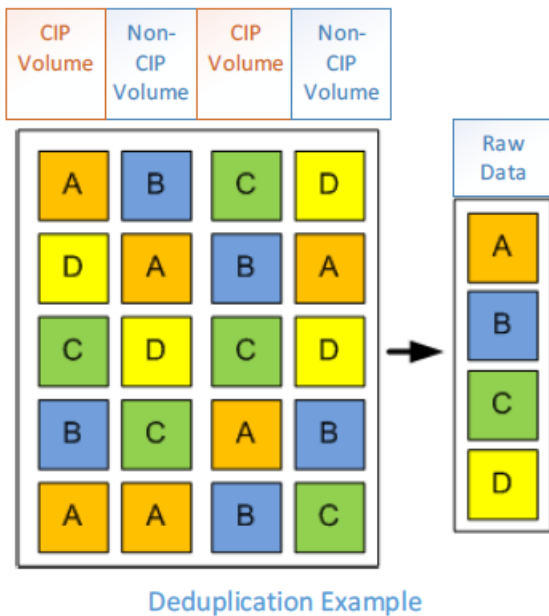 CIP
Volume
Non-
CIP
Volume
CIP
Volume
Non-
CIP
Volume
Raw
Data
A B C D
D A B A
C D C D
B C A B
A A B C
A
B
C
D
Deduplication Example